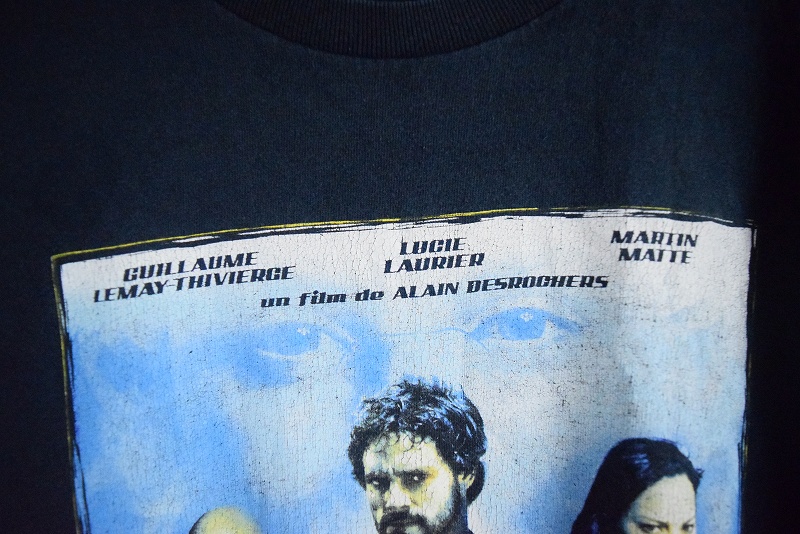 GUILLAUME
LEMAY-THIVIERGE
LUCIE
LAURIER
MARTIN
MATTE
un film de ALAIN DESROCHERS